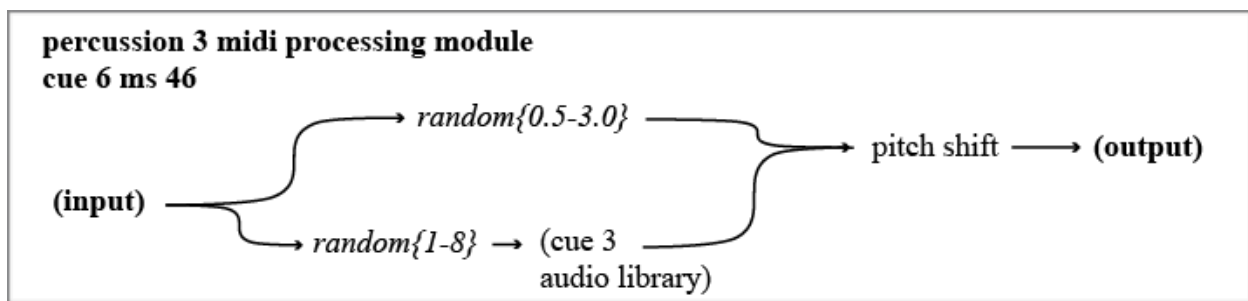 percussion 3 midi processing module
cue 6 ms 46
random{0.5-3.0}
pitch shift
(output)
(input)
random{1-8}
(cue 3
audio library)